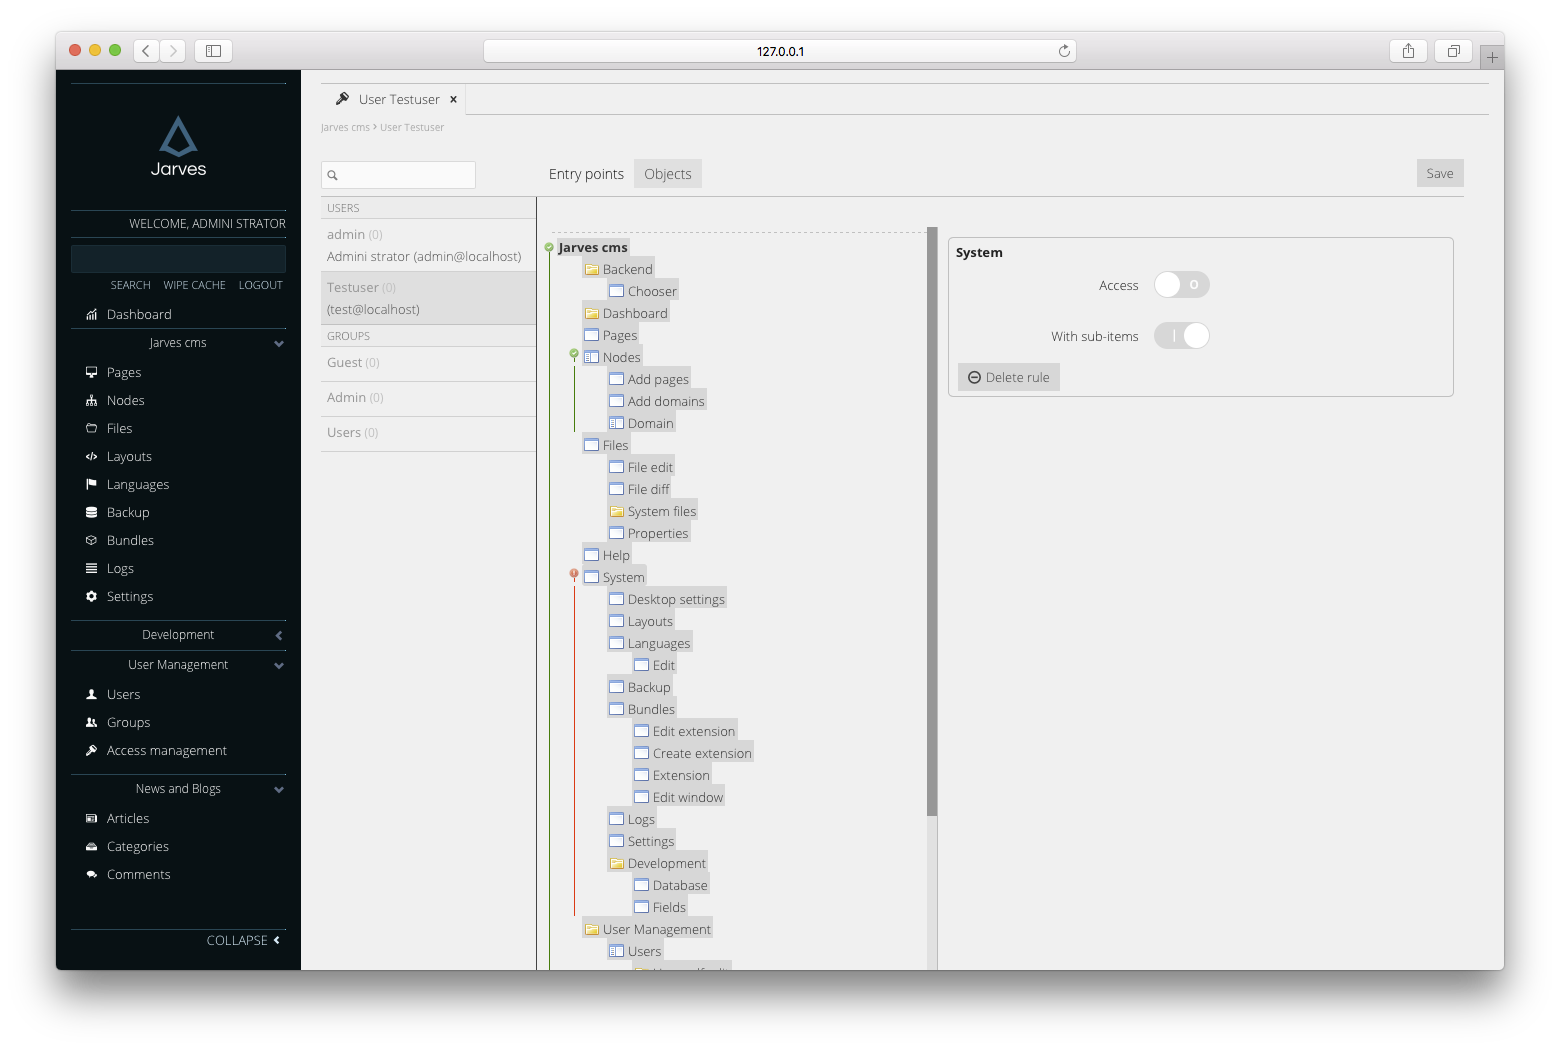 127.0.0.1
Jarves
WELCOME, ADMINI STRATOR
SEARCH WIPE CACHE LOGOUT
Dashboard
Jarves cms
Pages
Nodes
Files
Layouts
Languages
Backup
Bundles
Logs
Settings
Development
User Management
Users
Groups
Access management
News and Blogs
Articles
Categories
Comments
COLLAPSE
User Testuser x
Jarves cms › User Testuser
Entry points Objects
Save
USERS
admin (0)
Admini strator (admin@localhost)
Testuser (0)
(test@localhost)
GROUPS
Guest (0)
Admin (0)
Users (0)
Jarves cms
Backend
Chooser
Dashboard
Pages
Nodes
Add pages
Add domains
Domain
Files
File edit
File diff
System files
Properties
Help
System
Desktop settings
Layouts
Languages
Edit
Backup
Bundles
Edit extension
Create extension
Extension
Edit window
Logs
Settings
Development
Database
Fields
User Management
Users
System
Access
With sub-items
Delete rule